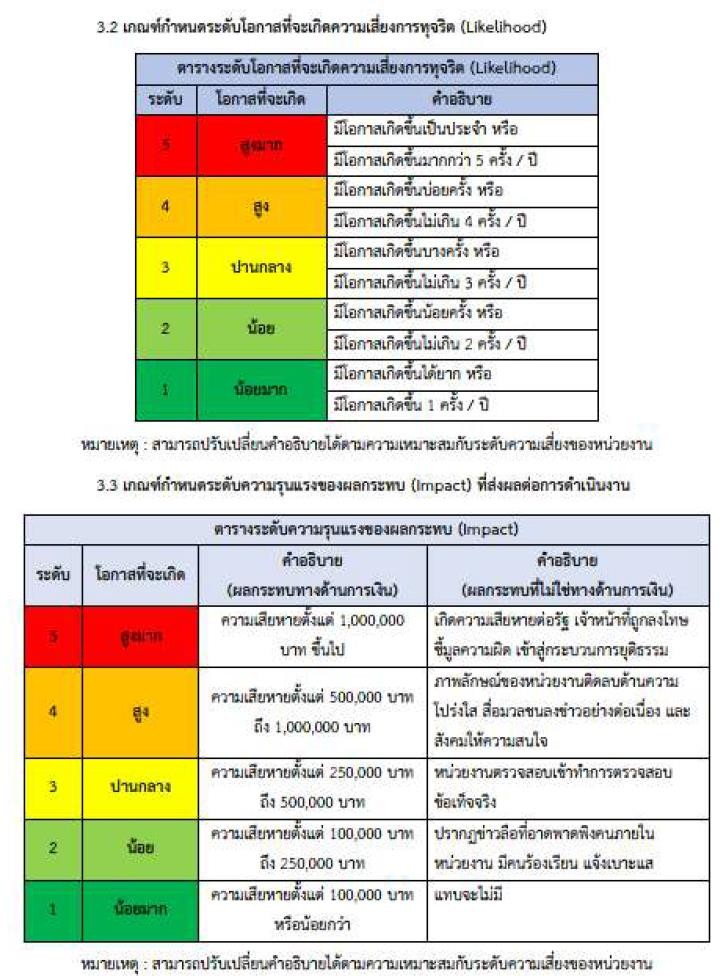 3.2 เกณฑ์กำหนดระดับโอกาสที่จะเกิดความเสี่ยงการทุจริต (Likelihood)
ตารางระดับโอกาสที่จะเกิดความเสี่ยงการทุจริต (Likelihood)
ระดับ โอกาสที่จะเกิด คำอธิบาย
5 สูงมาก มีโอกาสเกิดขึ้นเป็นประจำ หรือ
มีโอกาสเกิดขึ้นมากกว่า 5 ครั้ง / ปี
4 สูง มีโอกาสเกิดขึ้นบ่อยครั้ง หรือ
มีโอกาสเกิดขึ้นไม่เกิน 4 ครั้ง / ปี
3 ปานกลาง มีโอกาสเกิดขึ้นบางครั้ง หรือ
มีโอกาสเกิดขึ้นไม่เกิน 3 ครั้ง / ปี
2 น้อย มีโอกาสเกิดขึ้นน้อยครั้ง หรือ
มีโอกาสเกิดขึ้นไม่เกิน 2 ครั้ง / ปี
1 น้อยมาก มีโอกาสเกิดขึ้นได้ยาก หรือ
มีโอกาสเกิดขึ้น 1 ครั้ง / ปี
หมายเหตุ : สามารถปรับเปลี่ยนคำอธิบายได้ตามความเหมาะสมกับระดับความเสี่ยงของหน่วยงาน
3.3 เกณฑ์กำหนดระดับความรุนแรงของผลกระทบ (Impact) ที่ส่งผลต่อการดำเนินงาน
ตารางระดับความรุนแรงของผลกระทบ (Impact)
ระดับ โอกาสที่จะเกิด คำอธิบาย คำอธิบาย
(ผลกระทบทางด้านการเงิน) (ผลกระทบที่ไม่ใช่ทางด้านการเงิน)
5 สูงมาก ความเสียหายตั้งแต่ 1,000,000 เกิดความเสียหายต่อรัฐ เจ้าหน้าที่ถูกลงโทษ
บาท ขึ้นไป ชี้มูลความผิด เข้าสู่กระบวนการยุติธรรม
4 สูง ความเสียหายตั้งแต่ 500,000 บาท ภาพลักษณ์ของหน่วยงานติดลบด้านความ
ถึง 1,000,000 บาท โปร่งใส สื่อมวลชนลงข่าวอย่างต่อเนื่อง และ
สังคมให้ความสนใจ
3 ปานกลาง ความเสียหายตั้งแต่ 250,000 บาท หน่วยงานตรวจสอบเข้าทำการตรวจสอบ
ถึง 500,000 บาท ข้อเท็จจริง
2 น้อย ความเสียหายตั้งแต่ 100,000 บาท ปรากฏข่าวลือที่อาจพาดพิงคนภายใน
ถึง 250,000 บาท หน่วยงาน มีคนร้องเรียน แจ้งเบาะแส
1 น้อยมาก ความเสียหายตั้งแต่ 100,000 บาท แทบจะไม่มี
หรือน้อยกว่า
หมายเหตุ : สามารถปรับเปลี่ยนคำอธิบายได้ตามความเหมาะสมกับระดับความเสี่ยงของหน่วยงาน